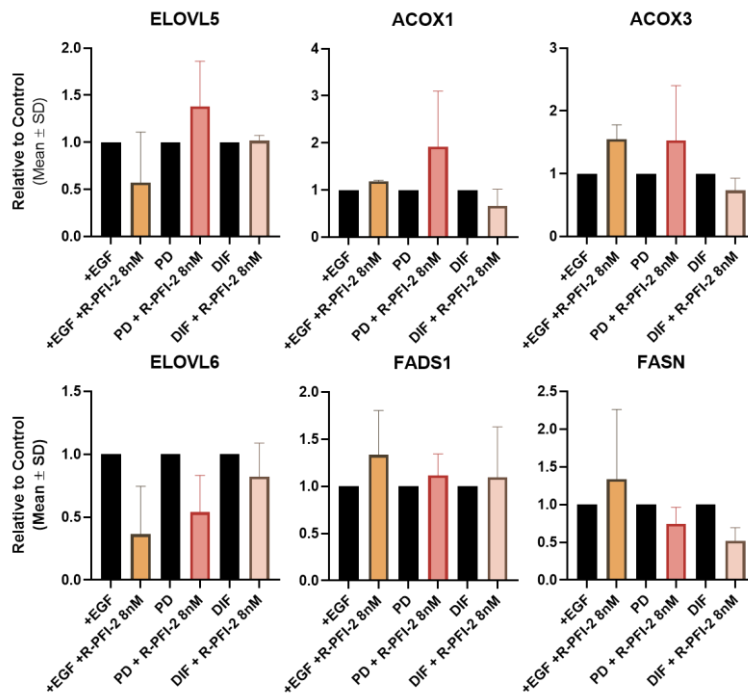 ELOVL5
ACOX1
ACOX3
Relative to Control
(Mean ± SD)
2.0
1.5
1.0
0.5
0.0
+EGF
+EGF +R-PFI-2 8nM
PD
PD + R-PFI-2 8nM
DIF
DIF + R-PFI-2 8nM
4
3
2
1
0
+EGF
+EGF +R-PFI-2 8nM
PD
PD + R-PFI-2 8nM
DIF
DIF + R-PFI-2 8nM
3
2
1
0
+EGF
+EGF +R-PFI-2 8nM
PD
PD + R-PFI-2 8nM
DIF
DIF + R-PFI-2 8nM
ELOVL6
FADS1
FASN
Relative to Control
(Mean ± SD)
1.5
1.0
0.5
0.0
+EGF
+EGF +R-PFI-2 8nM
PD
PD + R-PFI-2 8nM
DIF
DIF + R-PFI-2 8nM
2.0
1.5
1.0
0.5
0.0
+EGF
+EGF +R-PFI-2 8nM
PD
PD + R-PFI-2 8nM
DIF
DIF + R-PFI-2 8nM
2.5
2.0
1.5
1.0
0.5
0.0
+EGF
+EGF +R-PFI-2 8nM
PD
PD + R-PFI-2 8nM
DIF
DIF + R-PFI-2 8nM